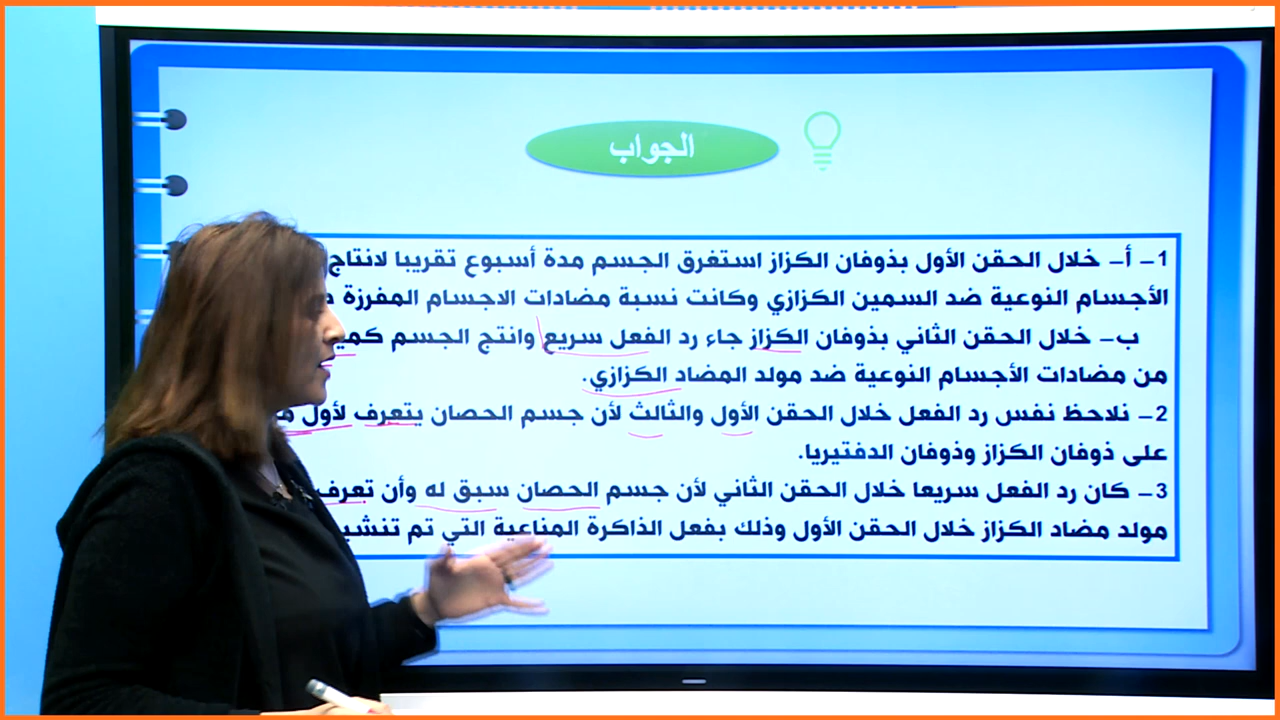 الجواب
1- أ- خلال الحقن الأول بذوفان الكزاز استغرق الجسم مدة أسبوع تقريبا لانتاج
الأجسام النوعية ضد السمين الكزازي وكانت نسبة مضادات الاجسام المفرزة
ب- خلال الحقن الثاني بذوفان الكزاز جاء رد الفعل سريع وانتج الجسم
من مضادات الأجسام النوعية ضد مولد المضاد الكزازي.
2- نلاحظ نفس رد الفعل خلال الحقن الأول والثالث لأن جسم الحصان يتعرف لأول
على ذوفان الكزاز وذوفان الدفتيريا.
3- كان رد الفعل سريعا خلال الحقن الثاني لأن جسم الحصان سبق له وأن تعرف
مولد مضاد الكزاز خلال الحقن الأول وذلك بفعل الذاكرة المناعية التي تم